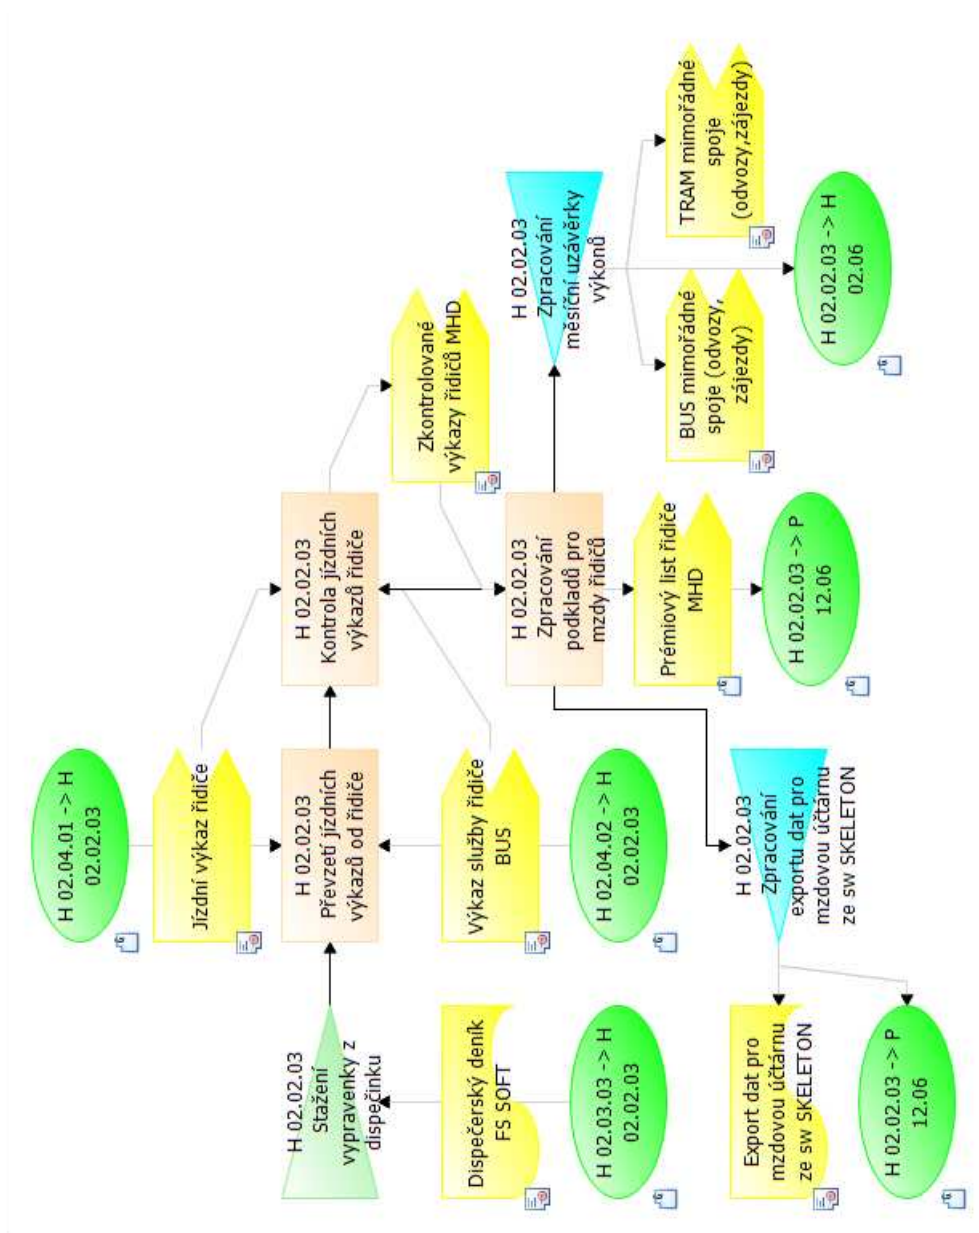 H 02.04.01 -> H
02.02.03
Jízdní výkaz řidiče
H 02.02.03
Stažení
vypravenky z
dispečinku
H 02.02.03
Převzetí jízdních
výkazů od řidiče
H 02.02.03
Kontrola jízdních
výkazů řidiče
Zkontrolované
výkazy řidičů MHD
Dispečerský deník
FS SOFT
H 02.03.03 -> H
02.02.03
Výkaz služby řidiče
BUS
H 02.04.02 -> H
02.02.03
H 02.02.03
Zpracování
podkladů pro
mzdy řidičů
H 02.02.03
Zpracování
měsíční uzávěrky
výkonů
Prémiový list řidiče
MHD
H 02.02.03 -> P
12.06
BUS mimořádné
spoje (odvozy,
zájezdy)
TRAM mimořádné
spoje
(odvozy,zájezdy)
H 02.02.03 -> H
02.06
Export dat pro
mzdovou účtárnu
ze sw SKELETON
H 02.02.03
Zpracování
exportu dat pro
mzdovou účtárnu
ze sw SKELETON
H 02.02.03 -> P
12.06